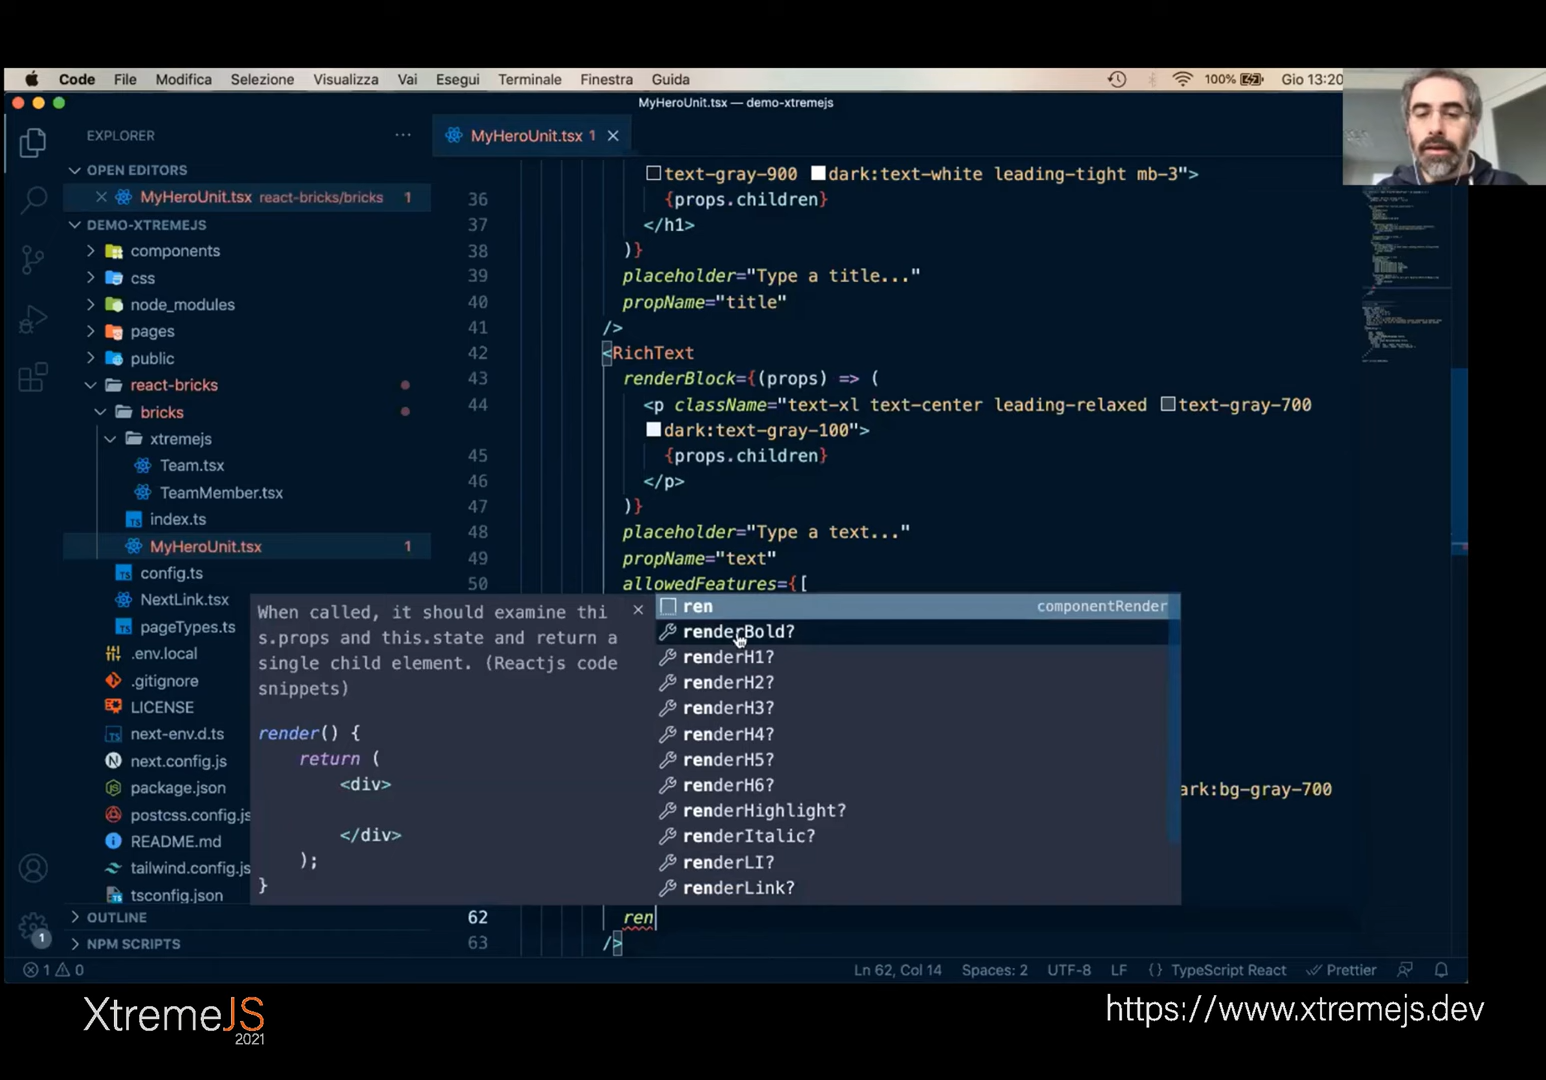 Code File Modifica Selezione Visualizza Vai Esegui Terminale Finestra Guida 100% Gio 13:20
MyHeroUnit.tsx — demo-xtremejs
EXPLORER ...
MyHeroUnit.tsx 1
OPEN EDITORS
MyHeroUnit.tsx react-bricks/bricks 1
DEMO-XTREMEJS
components
css
node_modules
pages
public
react-bricks
bricks
xtremejs
Team.tsx
TeamMember.tsx
TS index.ts
MyHeroUnit.tsx 1
TS config.ts
NextLink.tsx
TS pageTypes.ts
.env.local
.gitignore
LICENSE
TS next-env.d.ts
N next.config.js
package.json
postcss.config.js
README.md
tailwind.config.js
tsconfig.json
OUTLINE
NPM SCRIPTS
1
text-gray-900 dark:text-white leading-tight mb-3">
36 {props.children}
37 </h1>
38 )}
39 placeholder="Type a title..."
40 propName="title"
41 />
42 <RichText
43 renderBlock={(props) => (
44 <p className="text-xl text-center leading-relaxed text-gray-700
dark:text-gray-100">
45 {props.children}
46 </p>
47 )}
48 placeholder="Type a text..."
49 propName="text"
50 allowedFeatures={[
ark:bg-gray-700
62 ren
63 />
When called, it should examine thi
s.props and this.state and return a
single child element. (Reactjs code
snippets)
render() {
return (
<div>
</div>
);
}
ren componentRender
renderBold?
renderH1?
renderH2?
renderH3?
renderH4?
renderH5?
renderH6?
renderHighlight?
renderItalic?
renderLI?
renderLink?
1 0 Ln 62, Col 14 Spaces: 2 UTF-8 LF {} TypeScript React Prettier
XtremeJS
2021
https://www.xtremejs.dev